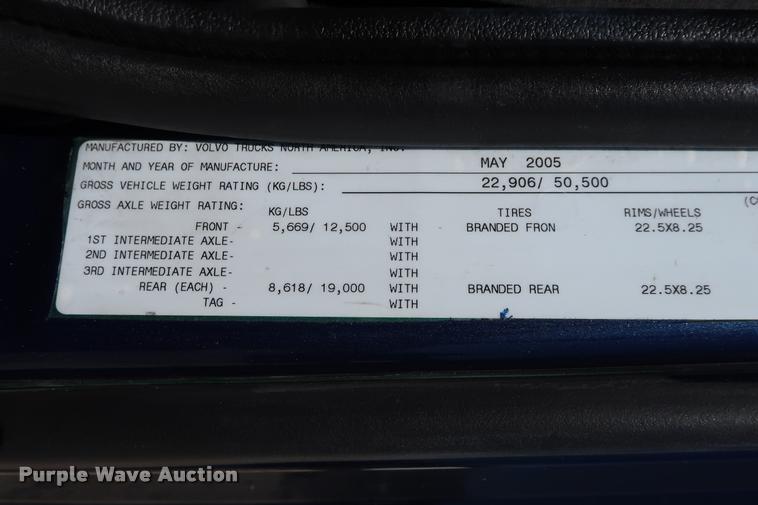 MANUFACTURED BY: VOLVO TRUCKS NORTH AMERICA, INC.
MONTH AND YEAR OF MANUFACTURE: MAY 2005
GROSS VEHICLE WEIGHT RATING (KG/LBS): 22,906/ 50,500
GROSS AXLE WEIGHT RATING: KG/LBS TIRES RIMS/WHEELS
FRONT - 5,669/ 12,500 WITH BRANDED FRON 22.5X8.25
1ST INTERMEDIATE AXLE- WITH
2ND INTERMEDIATE AXLE- WITH
3RD INTERMEDIATE AXLE- WITH
REAR (EACH) - 8,618/ 19,000 WITH BRANDED REAR 22.5X8.25
TAG - WITH
Purple Wave Auction